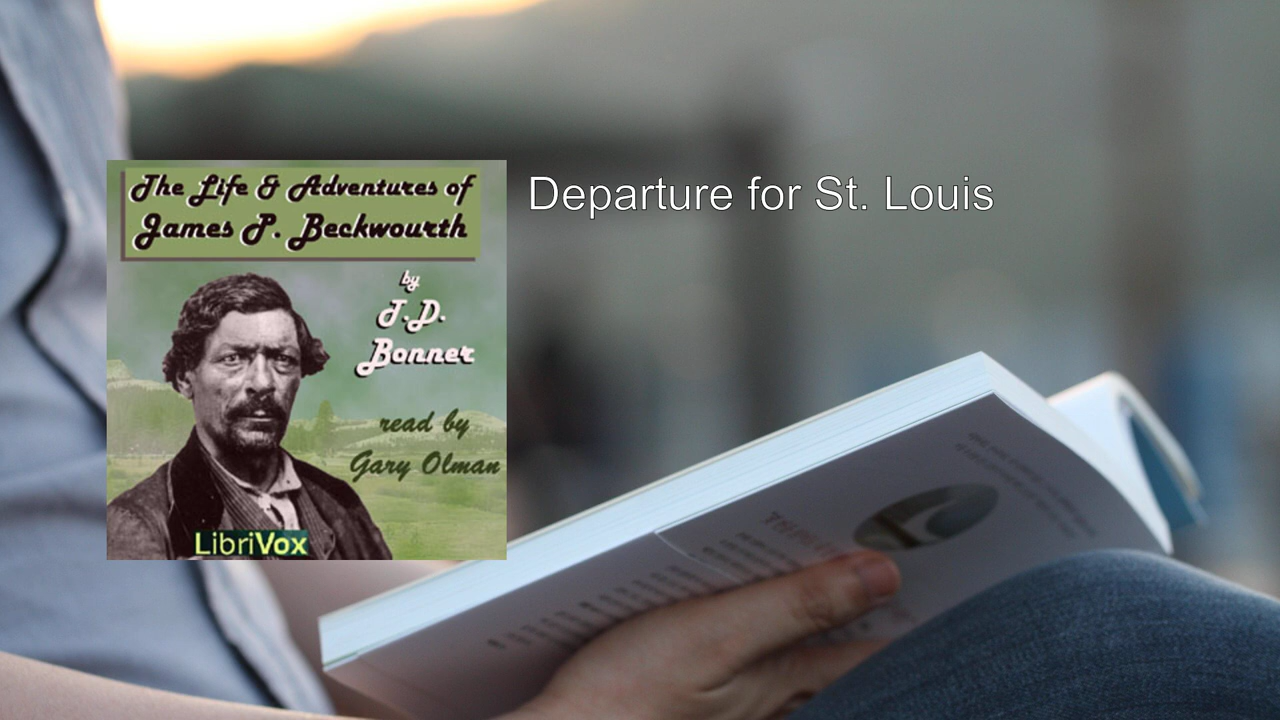 The Life & Adventures of
James P. Beckwourth
by
T.D.
Bonner
read by
Gary Olman
LibriVox
Departure for St. Louis